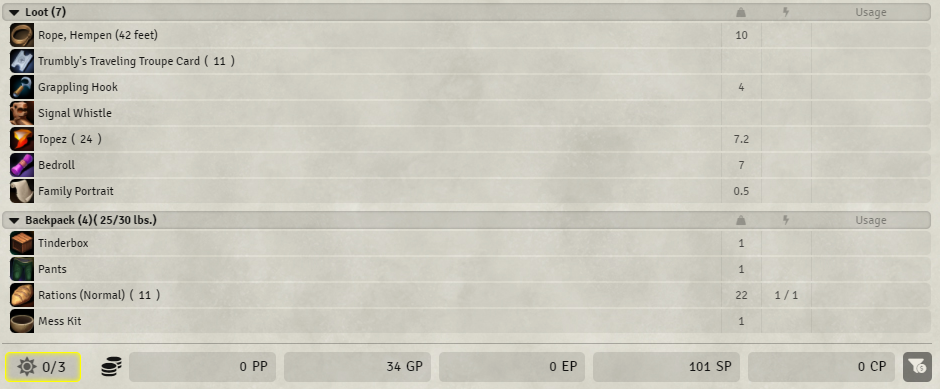 Loot (7) Usage
Rope, Hempen (42 feet) 10
Trumbly's Traveling Troupe Card ( 11 )
Grappling Hook 4
Signal Whistle
Topez ( 24 ) 7.2
Bedroll 7
Family Portrait 0.5
Backpack (4)( 25/30 lbs.) Usage
Tinderbox 1
Pants 1
Rations (Normal) ( 11 ) 22 1 / 1
Mess Kit 1
0/3 0 PP 34 GP 0 EP 101 SP 0 CP